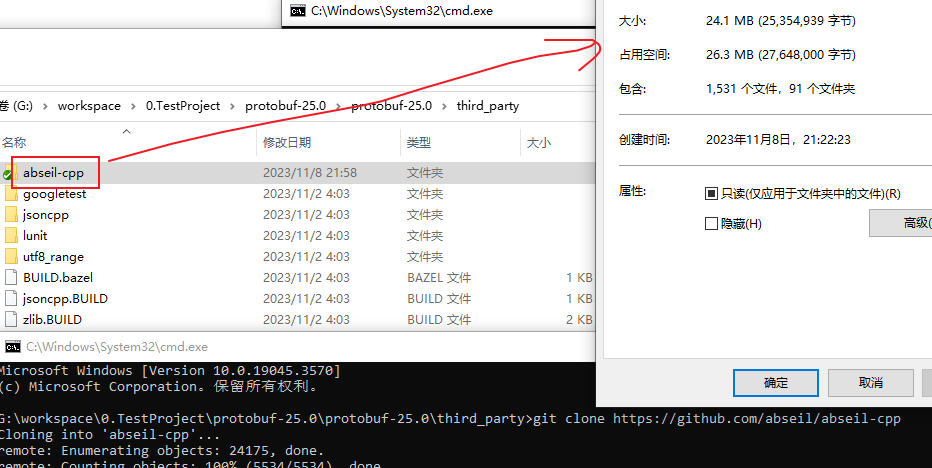 C:\Windows\System32\cmd.exe
卷 (G:) › workspace › 0.TestProject › protobuf-25.0 › protobuf-25.0 › third_party
名称 修改日期 类型 大小
abseil-cpp 2023/11/8 21:58 文件夹
googletest 2023/11/2 4:03 文件夹
jsoncpp 2023/11/2 4:03 文件夹
lunit 2023/11/2 4:03 文件夹
utf8_range 2023/11/2 4:03 文件夹
BUILD.bazel 2023/11/2 4:03 BAZEL 文件 1 KB
jsoncpp.BUILD 2023/11/2 4:03 BUILD 文件 1 KB
zlib.BUILD 2023/11/2 4:03 BUILD 文件 2 KB
大小: 24.1 MB (25,354,939 字节)
占用空间: 26.3 MB (27,648,000 字节)
包含: 1,531 个文件，91 个文件夹
创建时间: 2023年11月8日，21:22:23
属性: 只读(仅应用于文件夹中的文件)(R)
隐藏(H)
高级(
确定 取消
C:\Windows\System32\cmd.exe
Microsoft Windows [Version 10.0.19045.3570]
(c) Microsoft Corporation。保留所有权利。
G:\workspace\0.TestProject\protobuf-25.0\protobuf-25.0\third_party>git clone https://github.com/abseil/abseil-cpp
Cloning into 'abseil-cpp'...
remote: Enumerating objects: 24175, done.
remote: Counting objects: 100% (5534/5534), done